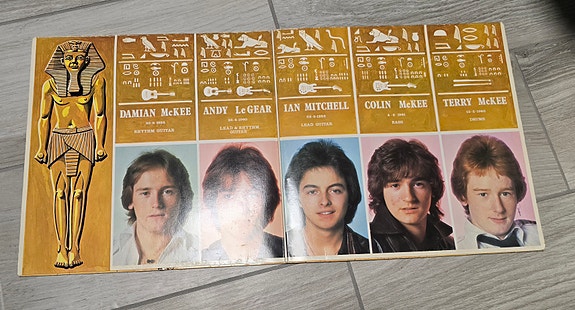 DAMIAN McKEE
RHYTHM GUITAR
ANDY LeGEAR
LEAD & RHYTHM
GUITAR
IAN MITCHELL
LEAD GUITAR
COLIN McKEE
BASS
TERRY McKEE
DRUMS